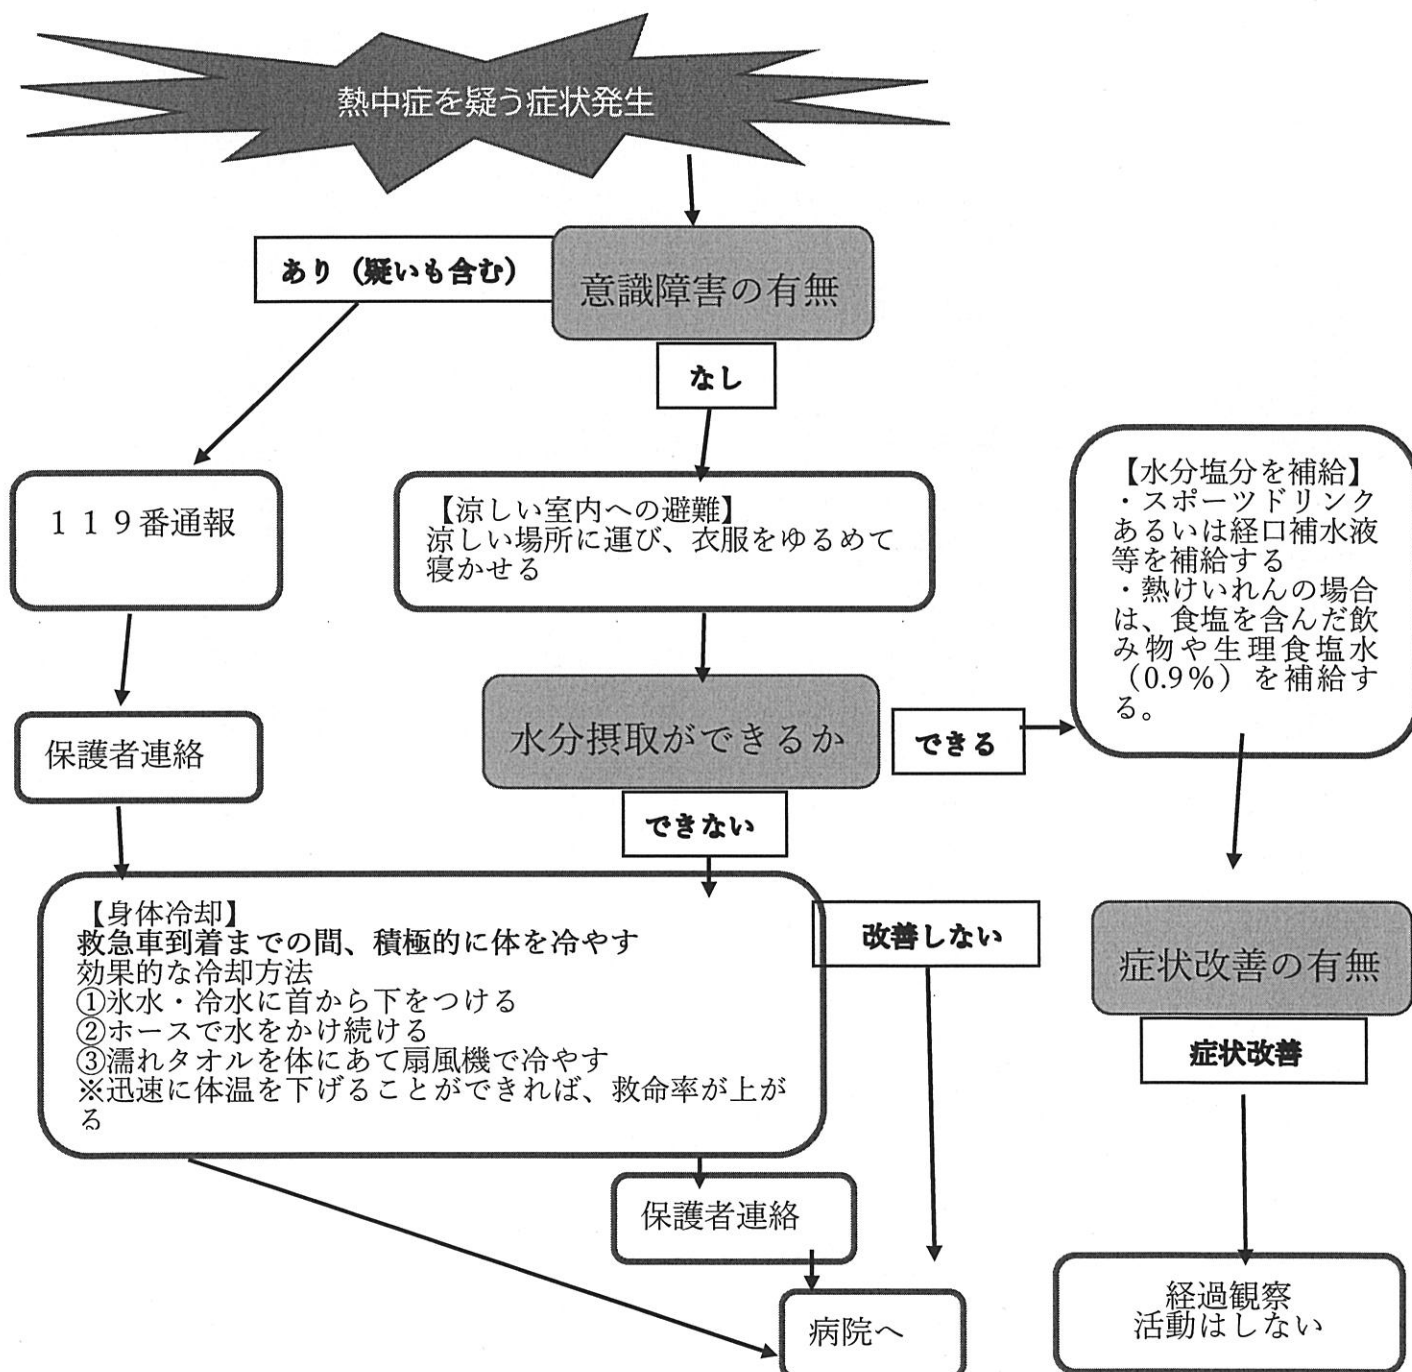 熱中症を疑う症状発生
あり（疑いも含む）
意識障害の有無
なし
１１９番通報
【涼しい室内への避難】
涼しい場所に運び、衣服をゆるめて
寝かせる
【水分塩分を補給】
・スポーツドリンク
あるいは経口補水液
等を補給する
・熱けいれんの場合
は、食塩を含んだ飲
み物や生理食塩水
（0.9％）を補給す
る。
保護者連絡
水分摂取ができるか
できる
できない
【身体冷却】
救急車到着までの間、積極的に体を冷やす
効果的な冷却方法
①氷水・冷水に首から下をつける
②ホースで水をかけ続ける
③濡れタオルを体にあて扇風機で冷やす
※迅速に体温を下げることができれば、救命率が上が
る
改善しない
症状改善の有無
症状改善
保護者連絡
病院へ
経過観察
活動はしない